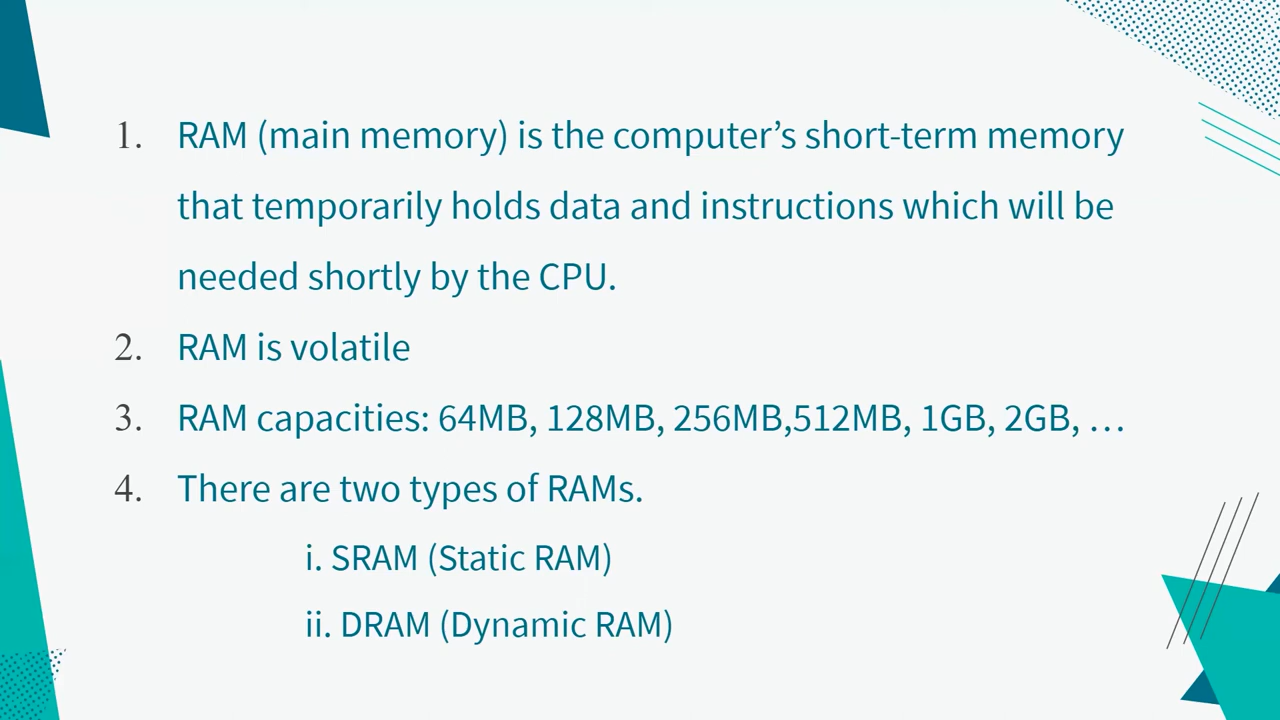 1. RAM (main memory) is the computer’s short-term memory
that temporarily holds data and instructions which will be
needed shortly by the CPU.
2. RAM is volatile
3. RAM capacities: 64MB, 128MB, 256MB,512MB, 1GB, 2GB, …
4. There are two types of RAMs.
i. SRAM (Static RAM)
ii. DRAM (Dynamic RAM)